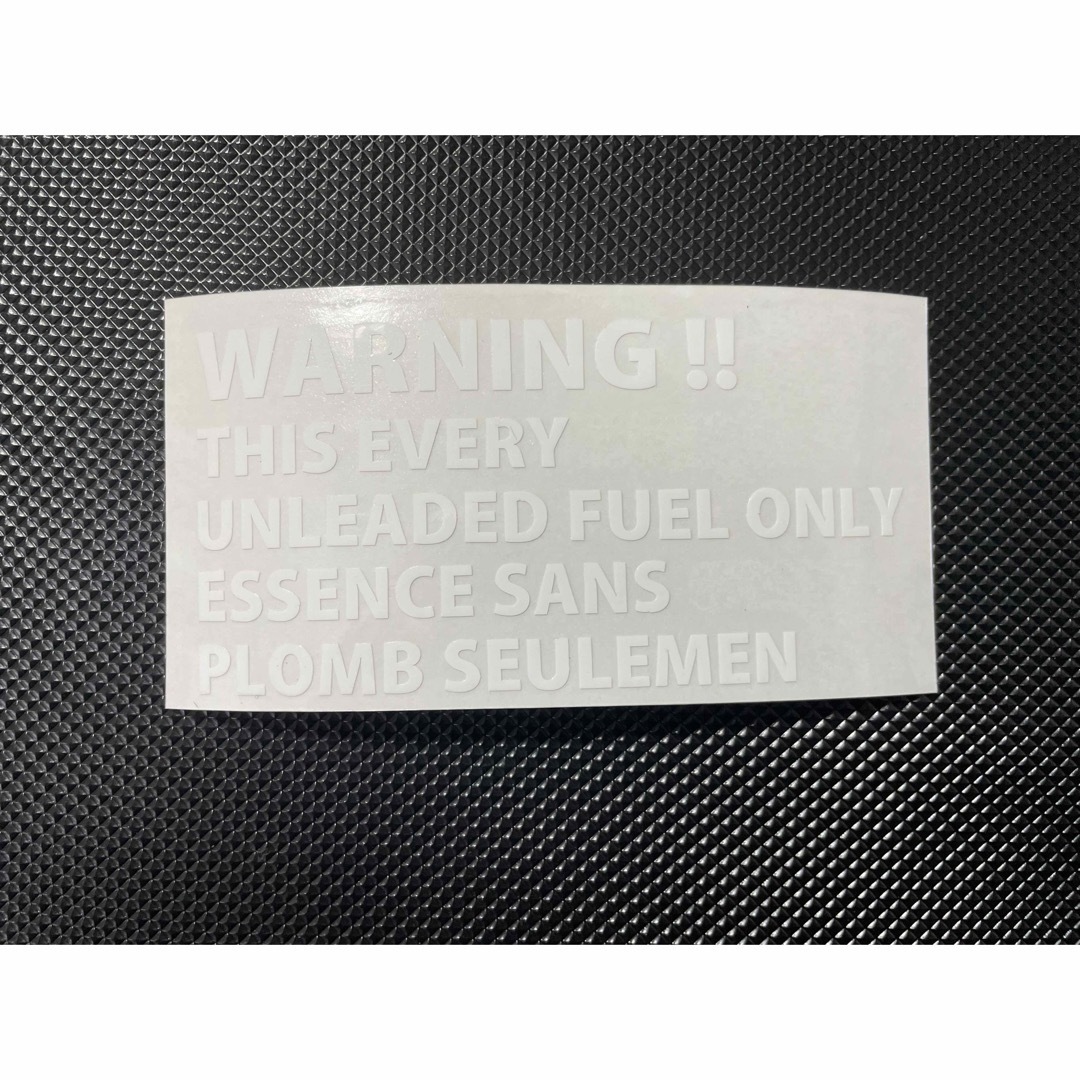 WARNING !!
THIS EVERY
UNLEADED FUEL ONLY
ESSENCE SANS
PLOMB SEULEMEN